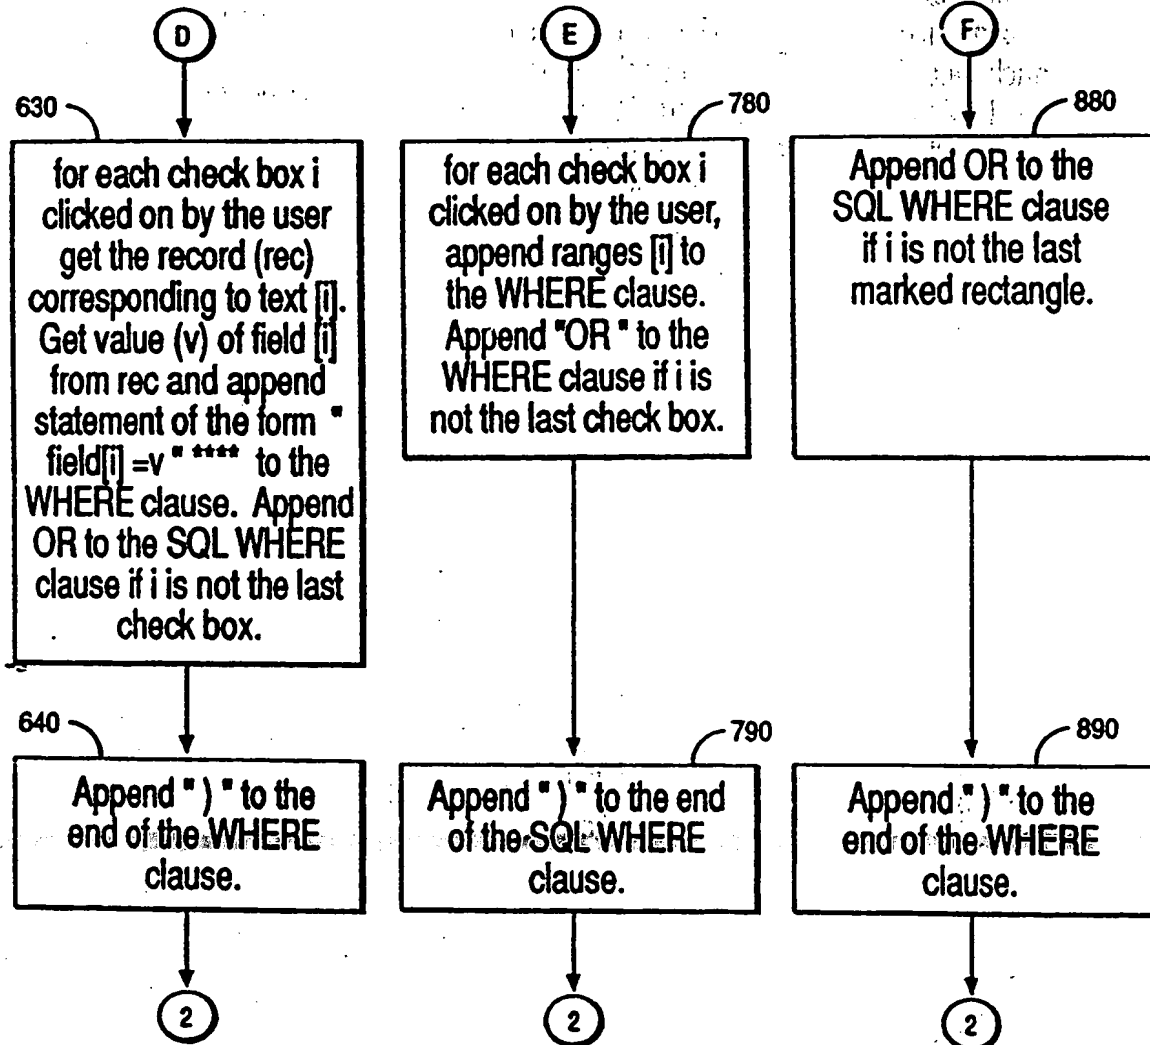 D
630
for each check box i
clicked on by the user
get the record (rec)
corresponding to text [i].
Get value (v) of field [i]
from rec and append
statement of the form "
field[i] =v " **** to the
WHERE clause. Append
OR to the SQL WHERE
clause if i is not the last
check box.
640
Append " ) " to the
end of the WHERE
clause.
2
E
780
for each check box i
clicked on by the user,
append ranges [i] to
the WHERE clause.
Append "OR " to the
WHERE clause if i is
not the last check box.
790
Append " ) " to the end
of the SQL WHERE
clause.
2
F
880
Append OR to the
SQL WHERE clause
if i is not the last
marked rectangle.
890
Append " ) " to the
end of the WHERE
clause.
2